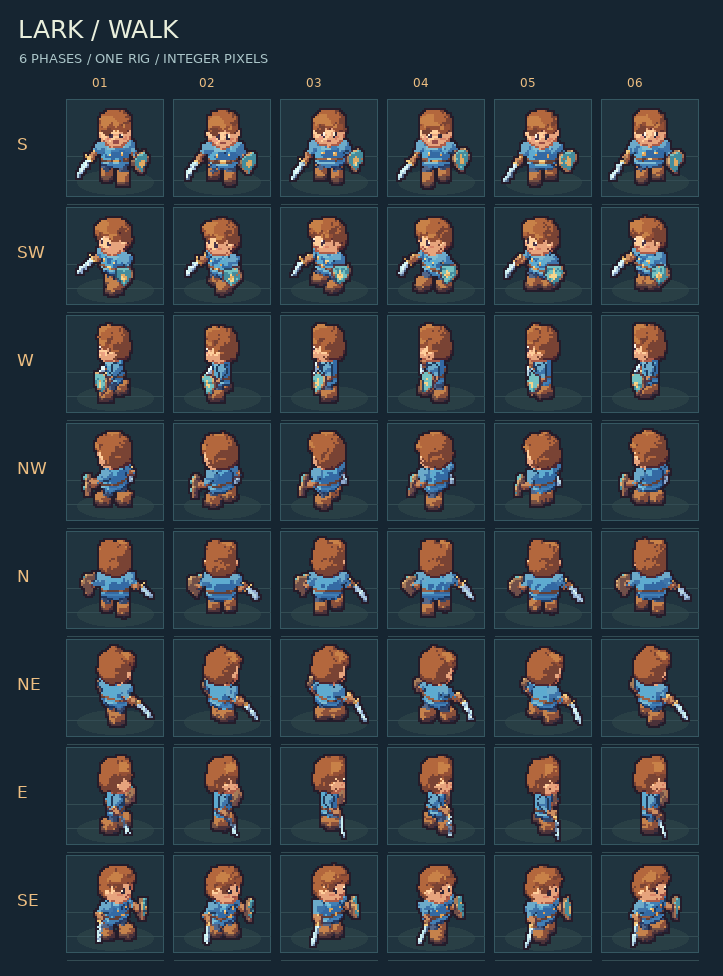 LARK / WALK
6 PHASES / ONE RIG / INTEGER PIXELS
01 02 03 04 05 06
S
SW
W
NW
N
NE
E
SE